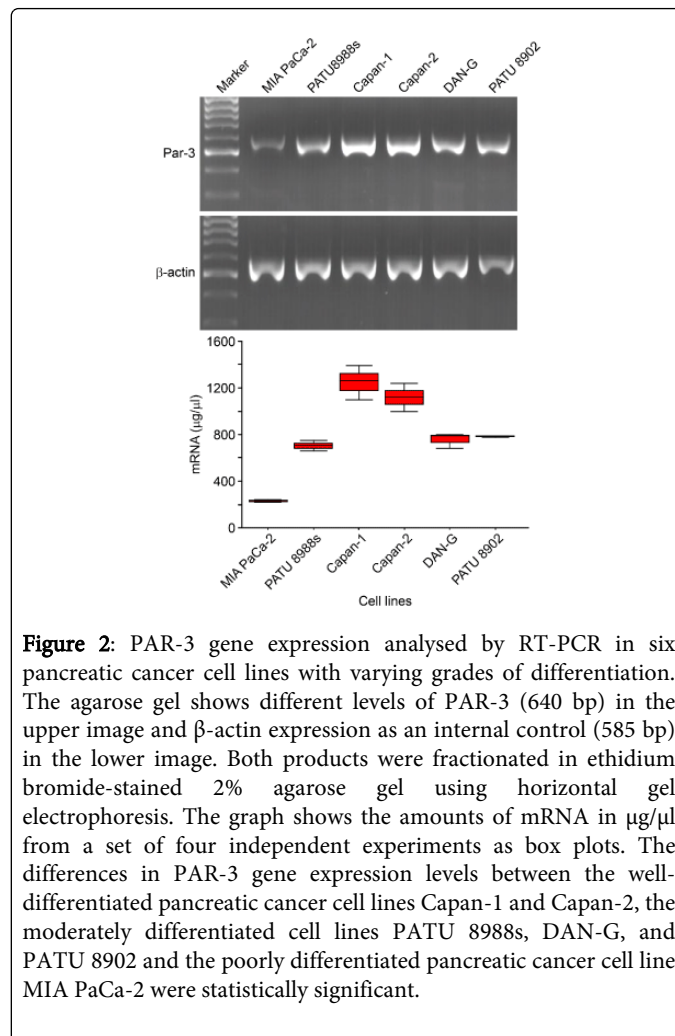 Marker
MIA PaCa-2
PATU8988s
Capan-1
Capan-2
DAN-G
PATU 8902
Par-3
β-actin
1600
1200
800
400
0
mRNA (µg/µl)
MIA PaCa-2
PATU 8988s
Capan-1
Capan-2
DAN-G
PATU 8902
Cell lines
Figure 2: PAR-3 gene expression analysed by RT-PCR in six
pancreatic cancer cell lines with varying grades of differentiation.
The agarose gel shows different levels of PAR-3 (640 bp) in the
upper image and β-actin expression as an internal control (585 bp)
in the lower image. Both products were fractionated in ethidium
bromide-stained 2% agarose gel using horizontal gel
electrophoresis. The graph shows the amounts of mRNA in µg/µl
from a set of four independent experiments as box plots. The
differences in PAR-3 gene expression levels between the well-
differentiated pancreatic cancer cell lines Capan-1 and Capan-2, the
moderately differentiated cell lines PATU 8988s, DAN-G, and
PATU 8902 and the poorly differentiated pancreatic cancer cell line
MIA PaCa-2 were statistically significant.